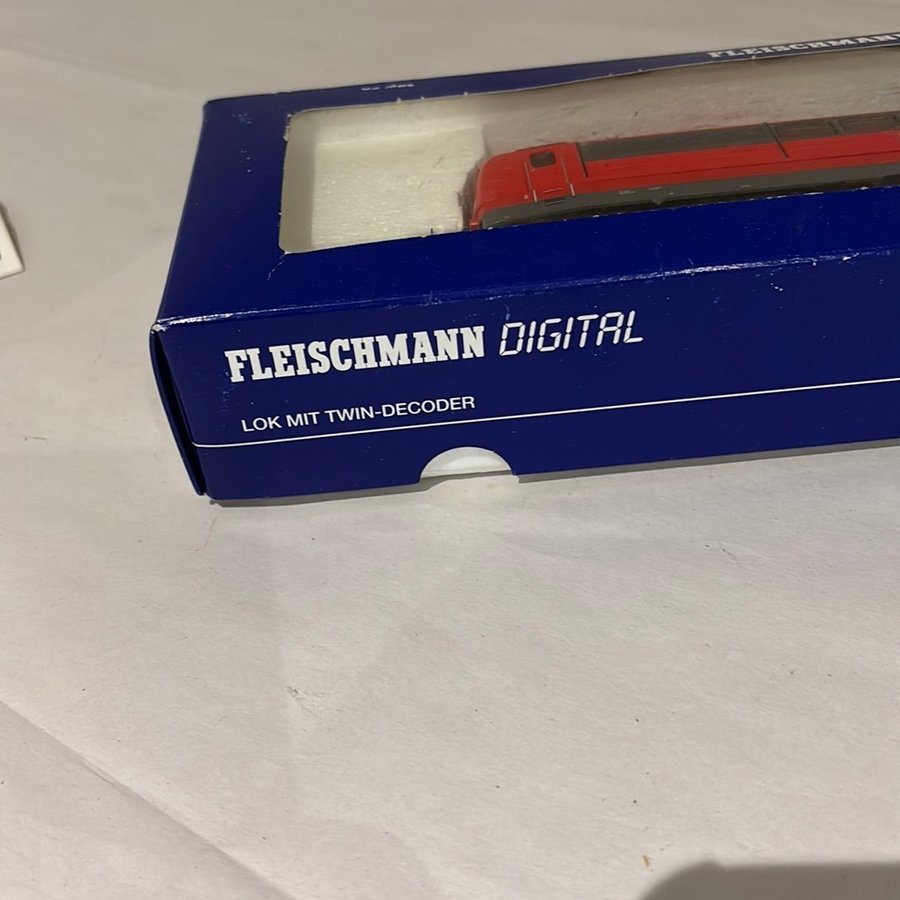 FLEISCHMANN
FLEISCHMANN DIGITAL
LOK MIT TWIN-DECODER